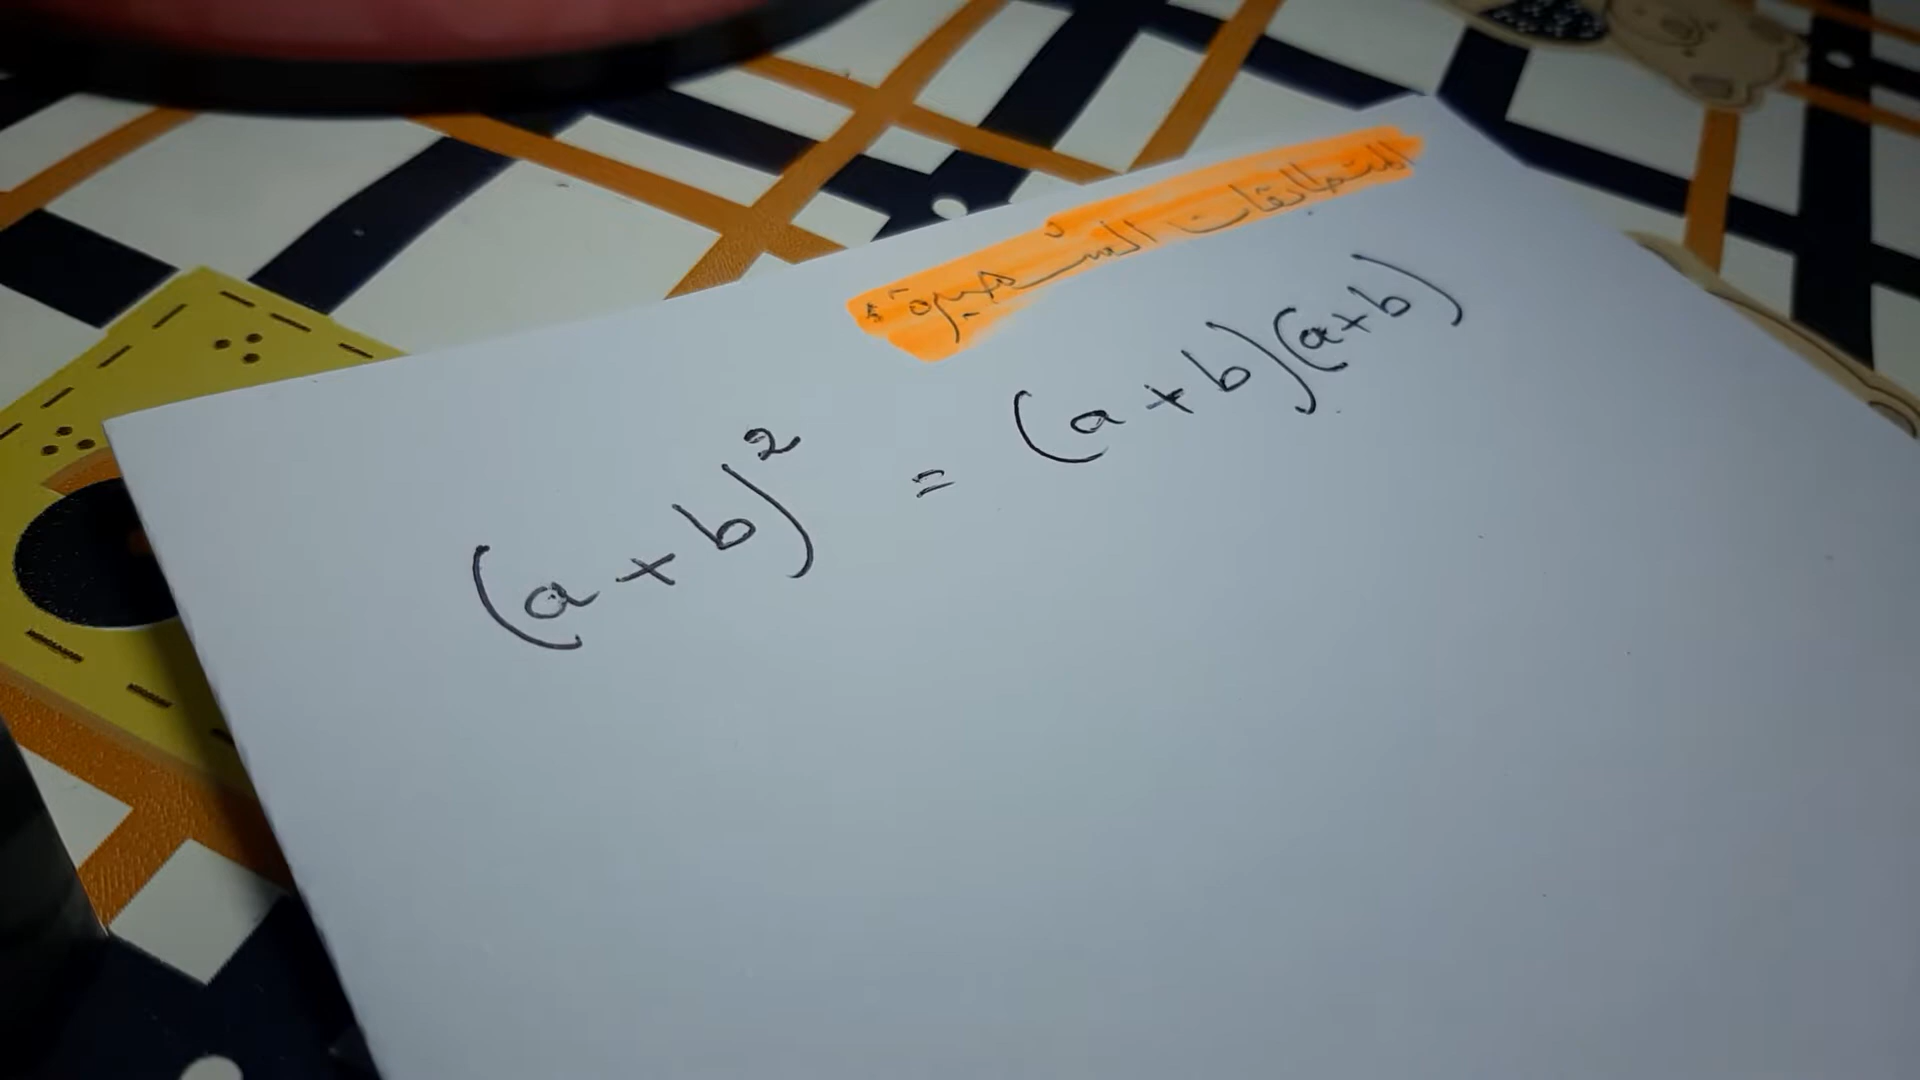 المتطابقات الشهيرة:
(a+b)² = (a+b)(a+b)